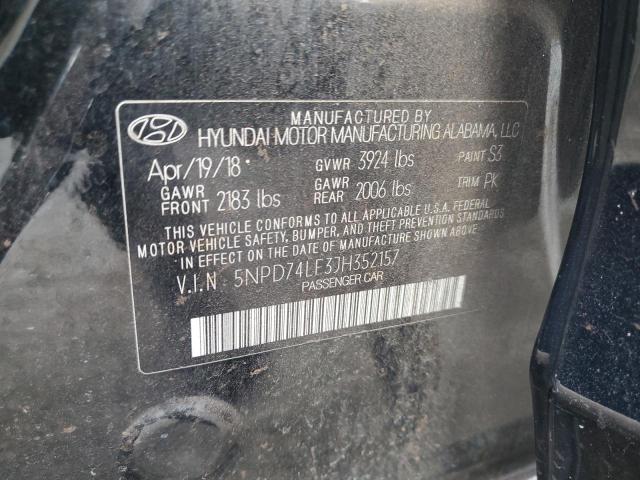 MANUFACTURED BY
HYUNDAI MOTOR MANUFACTURING ALABAMA, LLC
Apr/19/18 GVWR 3924 lbs PAINT S3
GAWR FRONT 2183 lbs GAWR REAR 2006 lbs TRIM PK
THIS VEHICLE CONFORMS TO ALL APPLICABLE U.S.A. FEDERAL
MOTOR VEHICLE SAFETY, BUMPER, AND THEFT PREVENTION STANDARDS
IN EFFECT ON THE DATE OF MANUFACTURE SHOWN ABOVE.
V.I.N : 5NPD74LF3JH352157
PASSENGER CAR